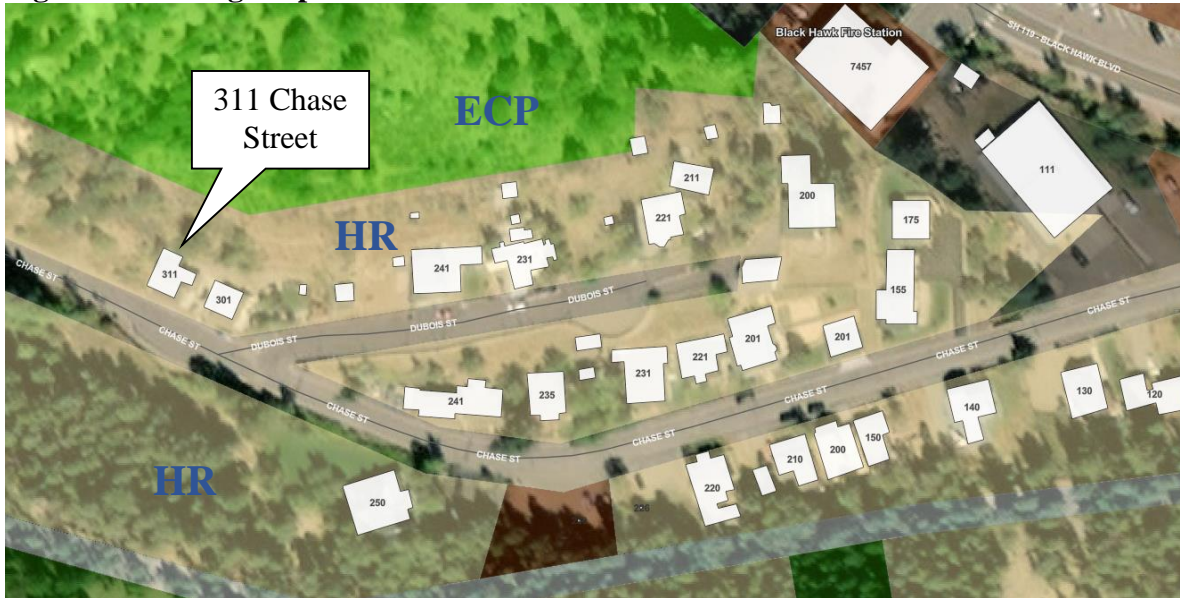 Black Hawk Fire Station
SH 119 - BLACK HAWK BLVD
7457
311 Chase
Street
ECP
111
211
200
221
175
HR
311
241
231
301
155
CHASE ST
DUBOIS ST
DUBOIS ST
DUBOIS ST
CHASE ST
CHASE ST
201
201
221
231
CHASE ST
241
235
CHASE ST
CHASE ST
CHASE ST
CHASE ST
130
120
140
150
200
210
HR
220
250
206